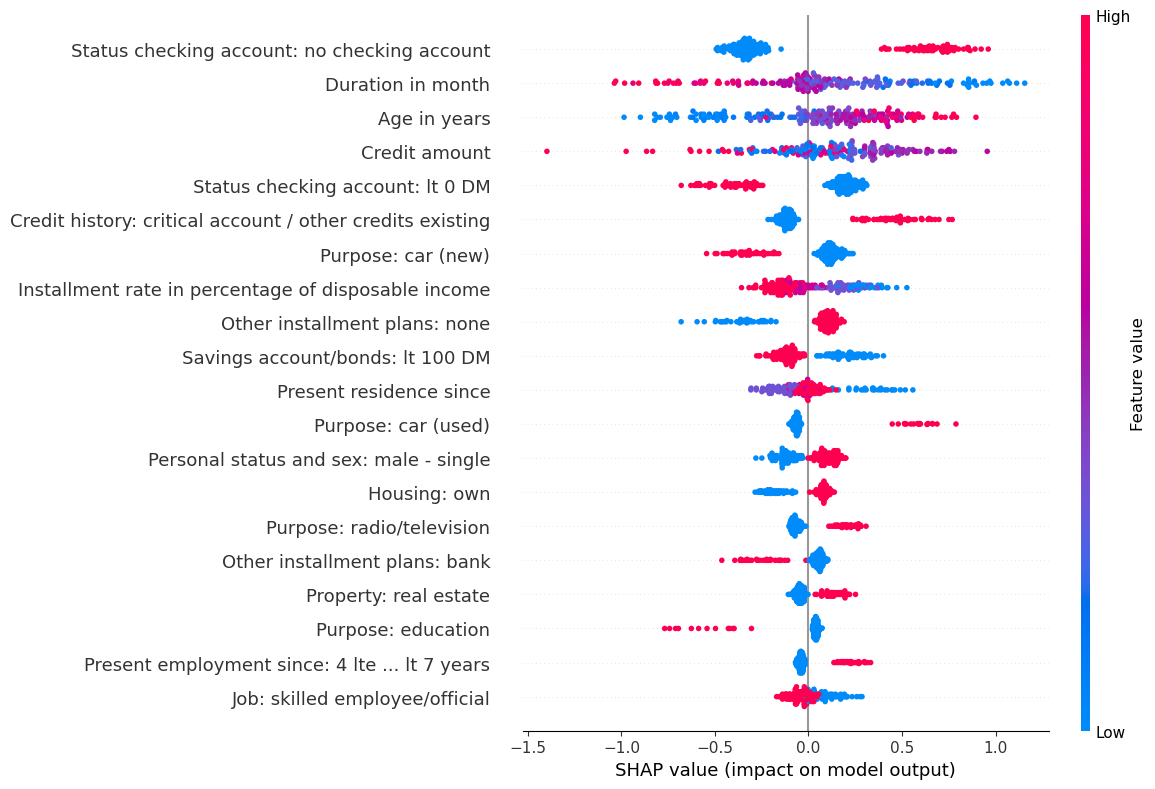 High
Status checking account: no checking account
Duration in month
Age in years
Credit amount
Status checking account: lt 0 DM
Credit history: critical account / other credits existing
Purpose: car (new)
Installment rate in percentage of disposable income
Other installment plans: none
Savings account/bonds: lt 100 DM
Present residence since
Purpose: car (used)
Personal status and sex: male - single
Housing: own
Purpose: radio/television
Other installment plans: bank
Property: real estate
Purpose: education
Present employment since: 4 lte ... lt 7 years
Job: skilled employee/official
Feature value
Low
−1.5 −1.0 −0.5 0.0 0.5 1.0
SHAP value (impact on model output)